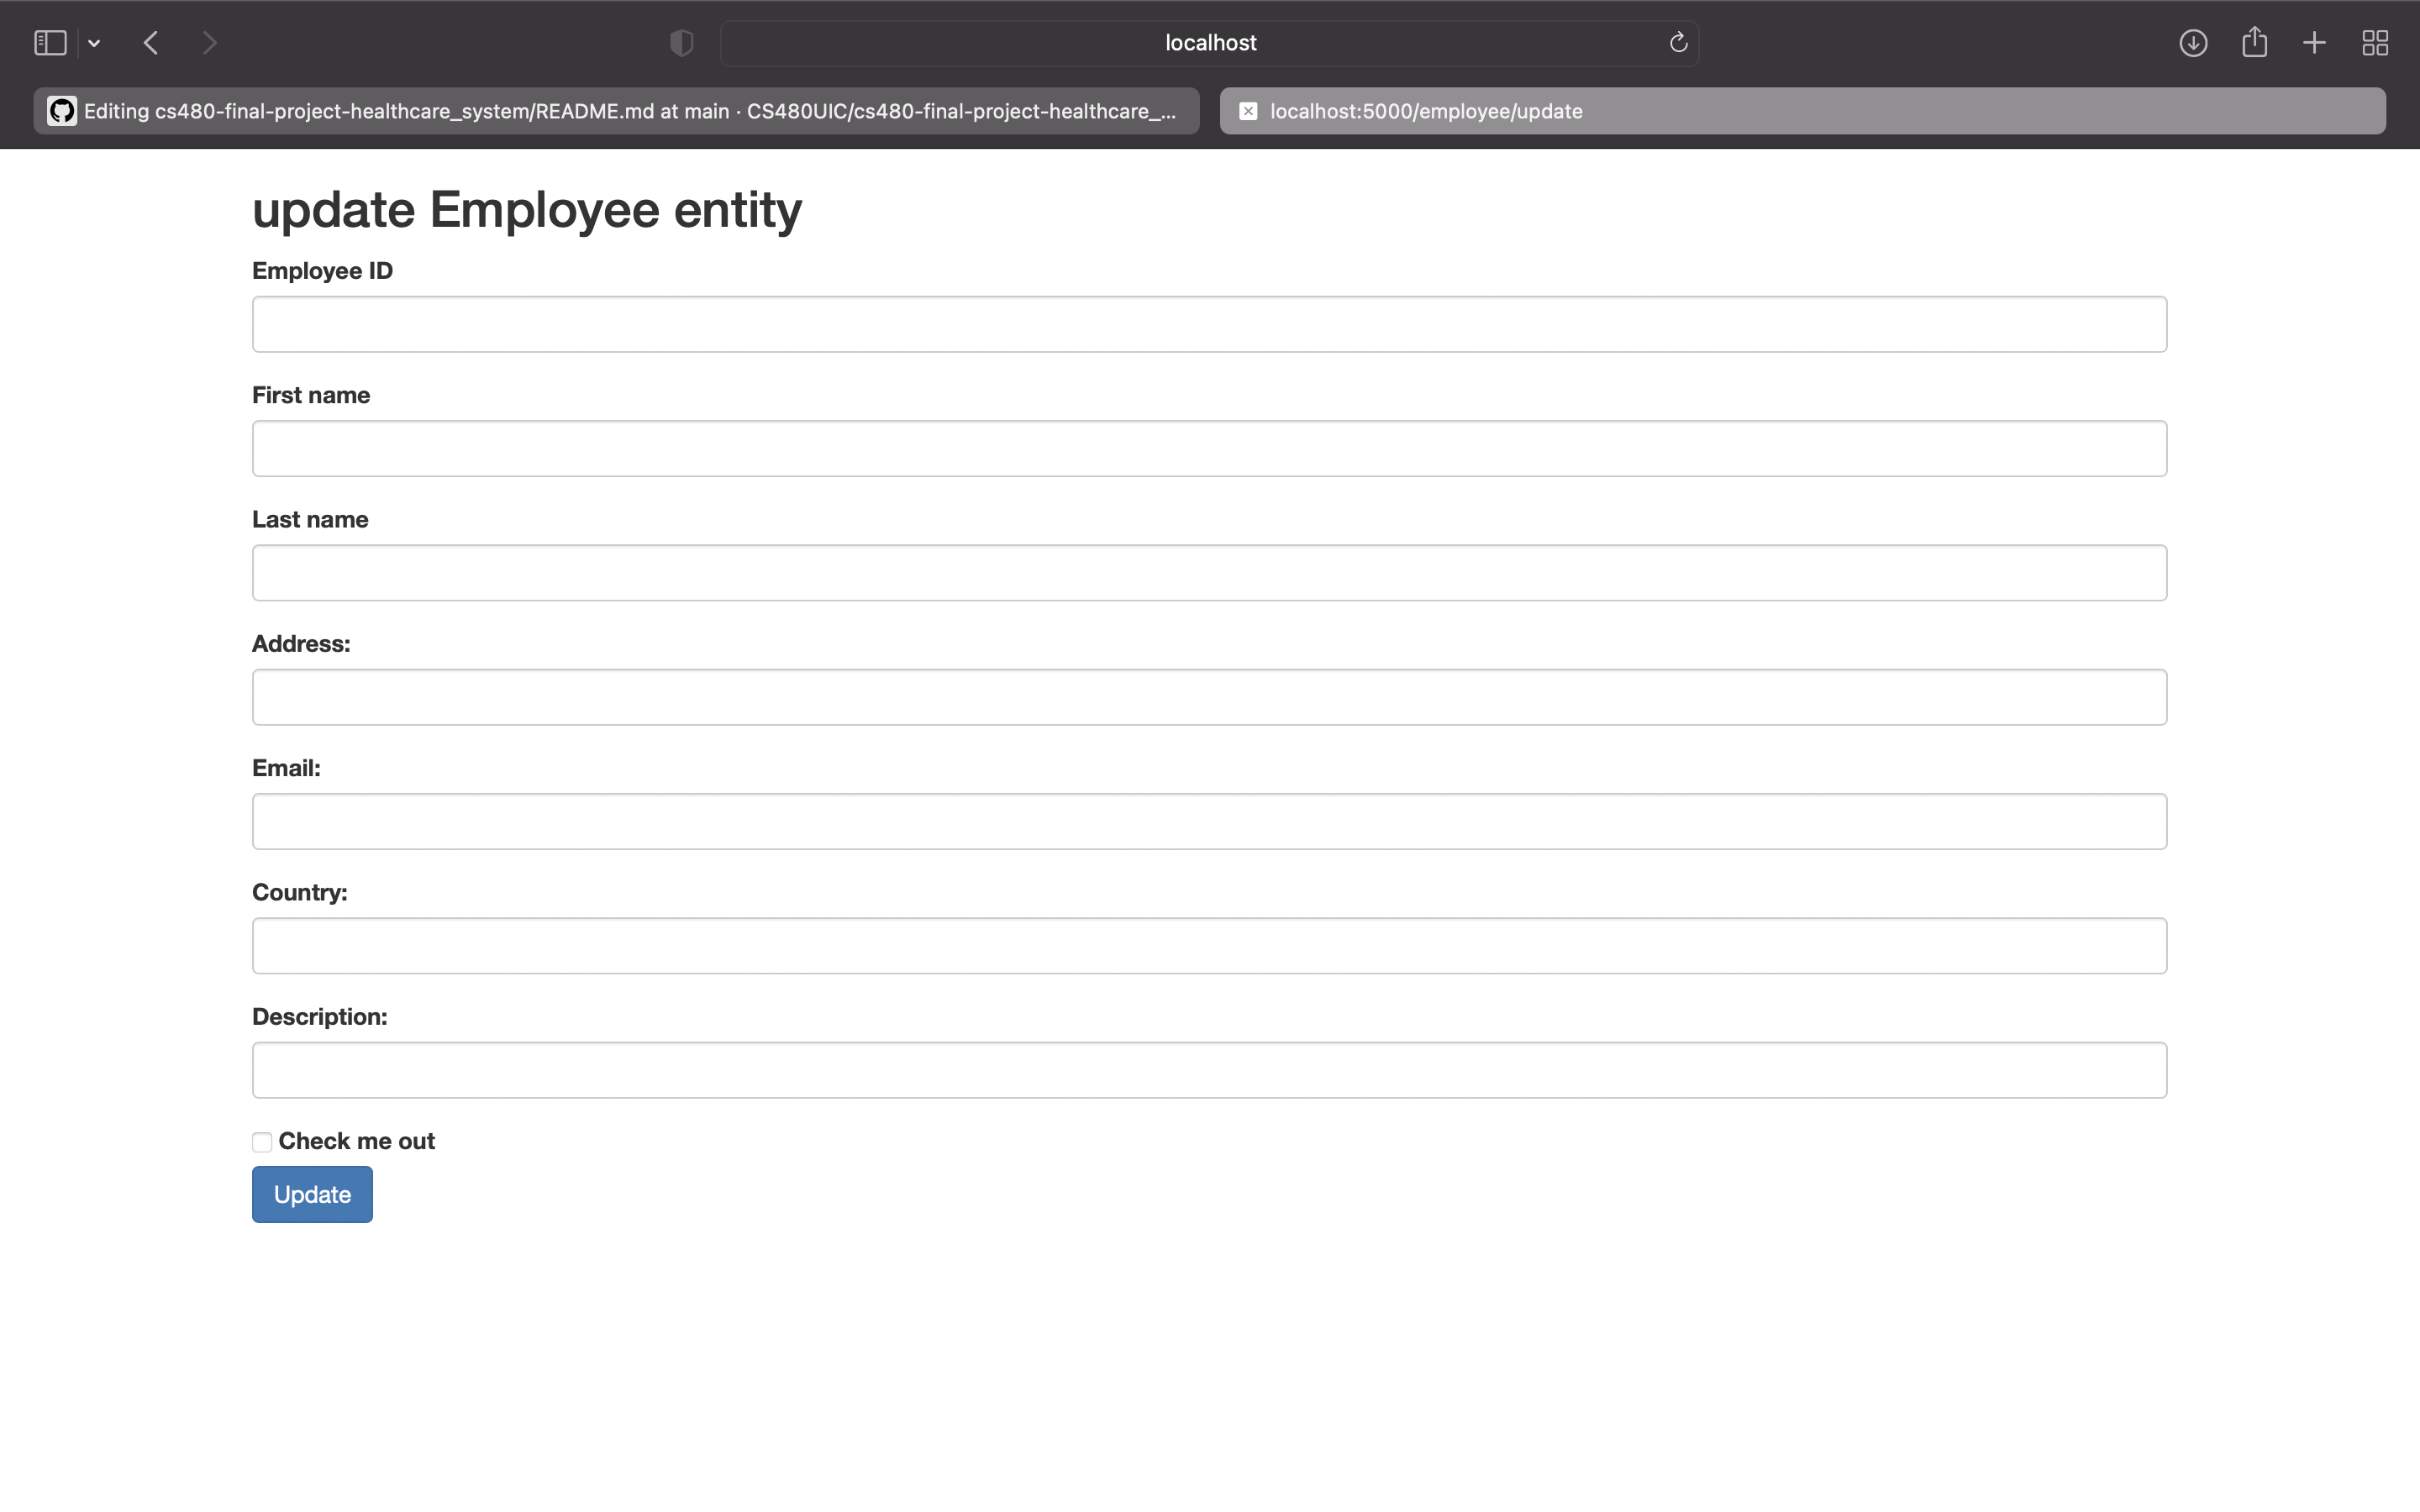 localhost
Editing cs480-final-project-healthcare_system/README.md at main · CS480UIC/cs480-final-project-healthcare_...
localhost:5000/employee/update
update Employee entity
Employee ID
First name
Last name
Address:
Email:
Country:
Description:
Check me out
Update